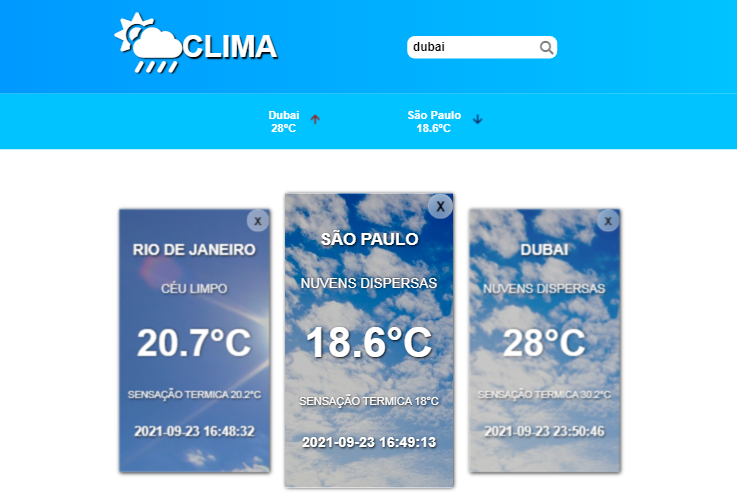 CLIMA
dubai
Dubai
28°C
São Paulo
18.6°C
X
RIO DE JANEIRO
CÉU LIMPO
20.7°C
SENSAÇÃO TERMICA 20.2°C
2021-09-23 16:48:32
X
SÃO PAULO
NUVENS DISPERSAS
18.6°C
SENSAÇÃO TERMICA 18°C
2021-09-23 16:49:13
X
DUBAI
NUVENS DISPERSAS
28°C
SENSAÇÃO TERMICA 30.2°C
2021-09-23 23:50:46